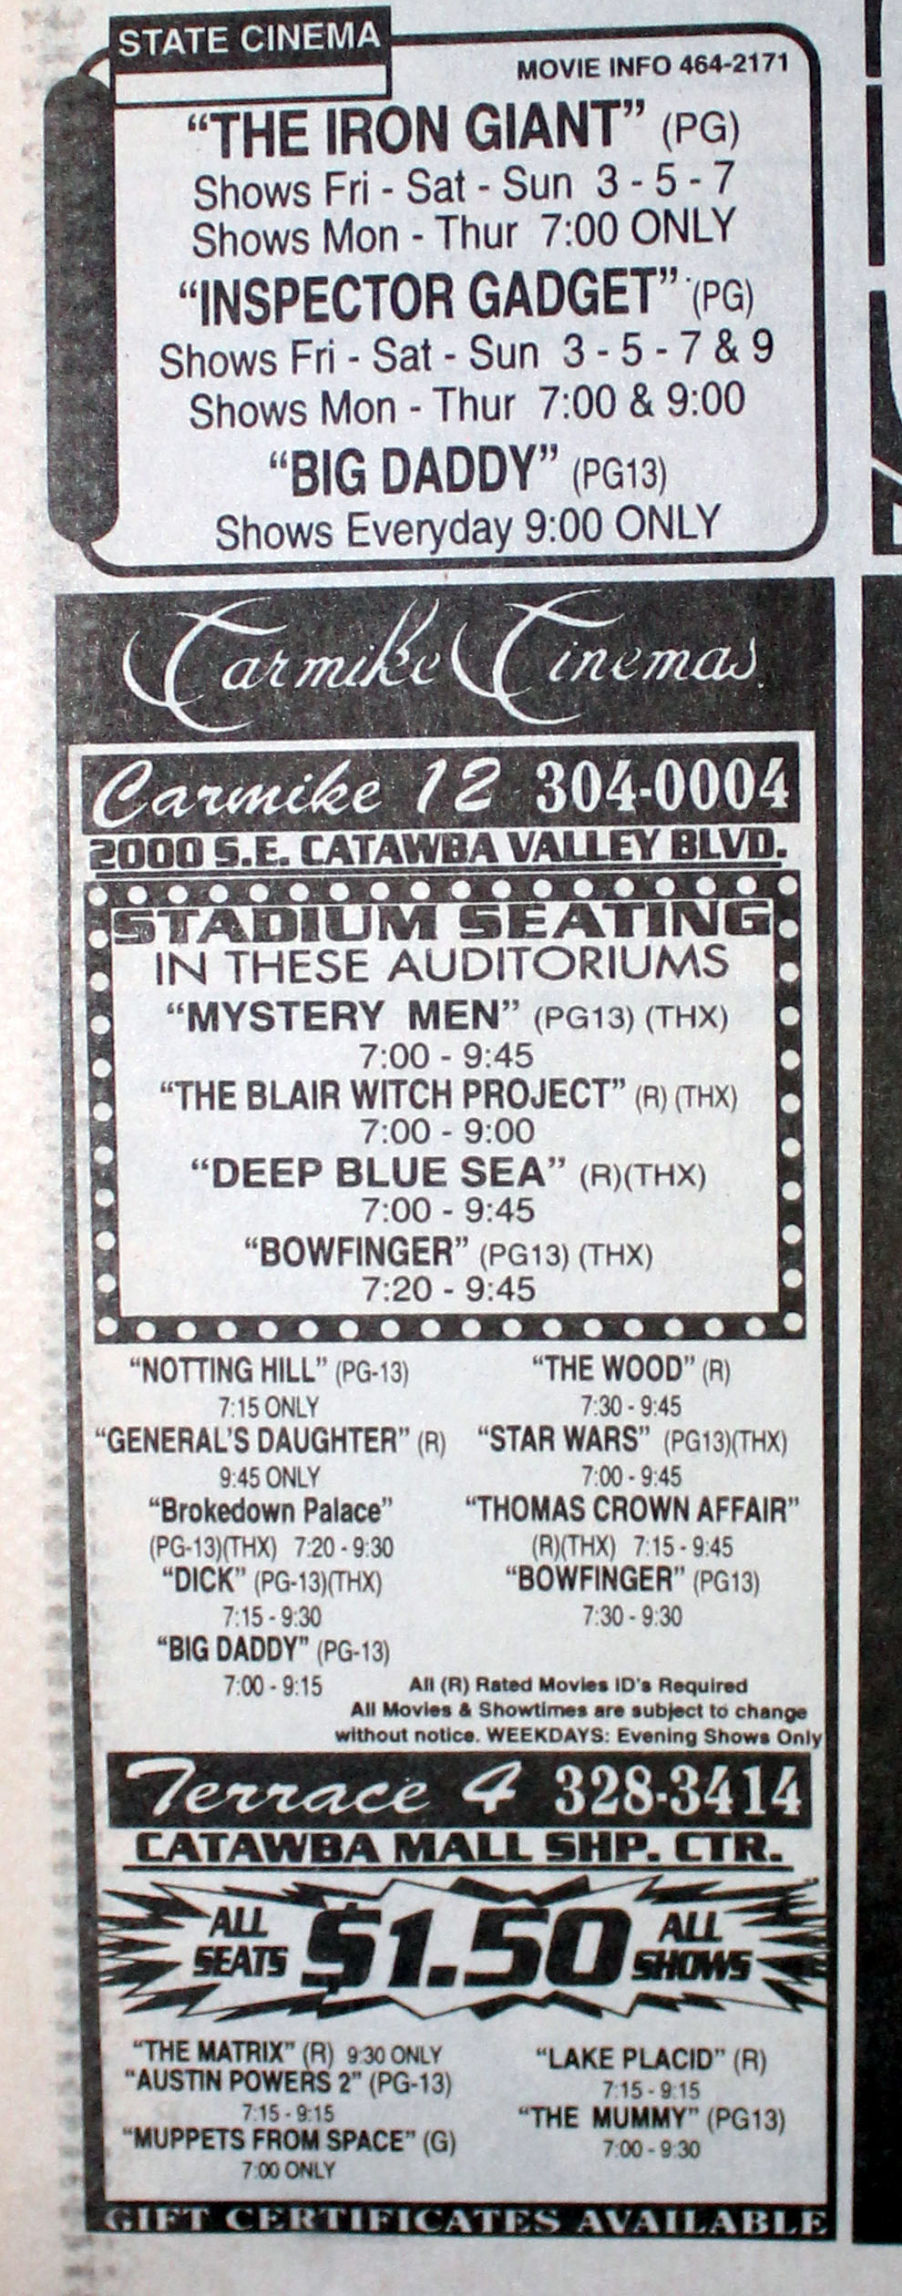 STATE CINEMA
MOVIE INFO 464-2171
“THE IRON GIANT” (PG)
Shows Fri - Sat - Sun 3 - 5 - 7
Shows Mon - Thur 7:00 ONLY
“INSPECTOR GADGET” (PG)
Shows Fri - Sat - Sun 3 - 5 - 7 & 9
Shows Mon - Thur 7:00 & 9:00
“BIG DADDY” (PG13)
Shows Everyday 9:00 ONLY
Carmike Cinemas
Carmike 12 304-0004
2000 S.E. CATAWBA VALLEY BLVD.
STADIUM SEATING
IN THESE AUDITORIUMS
“MYSTERY MEN” (PG13) (THX)
7:00 - 9:45
“THE BLAIR WITCH PROJECT” (R) (THX)
7:00 - 9:00
“DEEP BLUE SEA” (R)(THX)
7:00 - 9:45
“BOWFINGER” (PG13) (THX)
7:20 - 9:45
“NOTTING HILL” (PG-13)
7:15 ONLY
“GENERAL’S DAUGHTER” (R)
9:45 ONLY
“Brokedown Palace”
(PG-13)(THX) 7:20 - 9:30
“DICK” (PG-13)(THX)
7:15 - 9:30
“BIG DADDY” (PG-13)
7:00 - 9:15
“THE WOOD” (R)
7:30 - 9:45
“STAR WARS” (PG13)(THX)
7:00 - 9:45
“THOMAS CROWN AFFAIR”
(R)(THX) 7:15 - 9:45
“BOWFINGER” (PG13)
7:30 - 9:30
All (R) Rated Movies ID's Required
All Movies & Showtimes are subject to change
without notice. WEEKDAYS: Evening Shows Only
Terrace 4 328-3414
CATAWBA MALL SHP. CTR.
ALL SEATS $1.50 ALL SHOWS
“THE MATRIX” (R) 9:30 ONLY
“AUSTIN POWERS 2” (PG-13)
7:15 - 9:15
“MUPPETS FROM SPACE” (G)
7:00 ONLY
“LAKE PLACID” (R)
7:15 - 9:15
“THE MUMMY” (PG13)
7:00 - 9:30
GIFT CERTIFICATES AVAILABLE